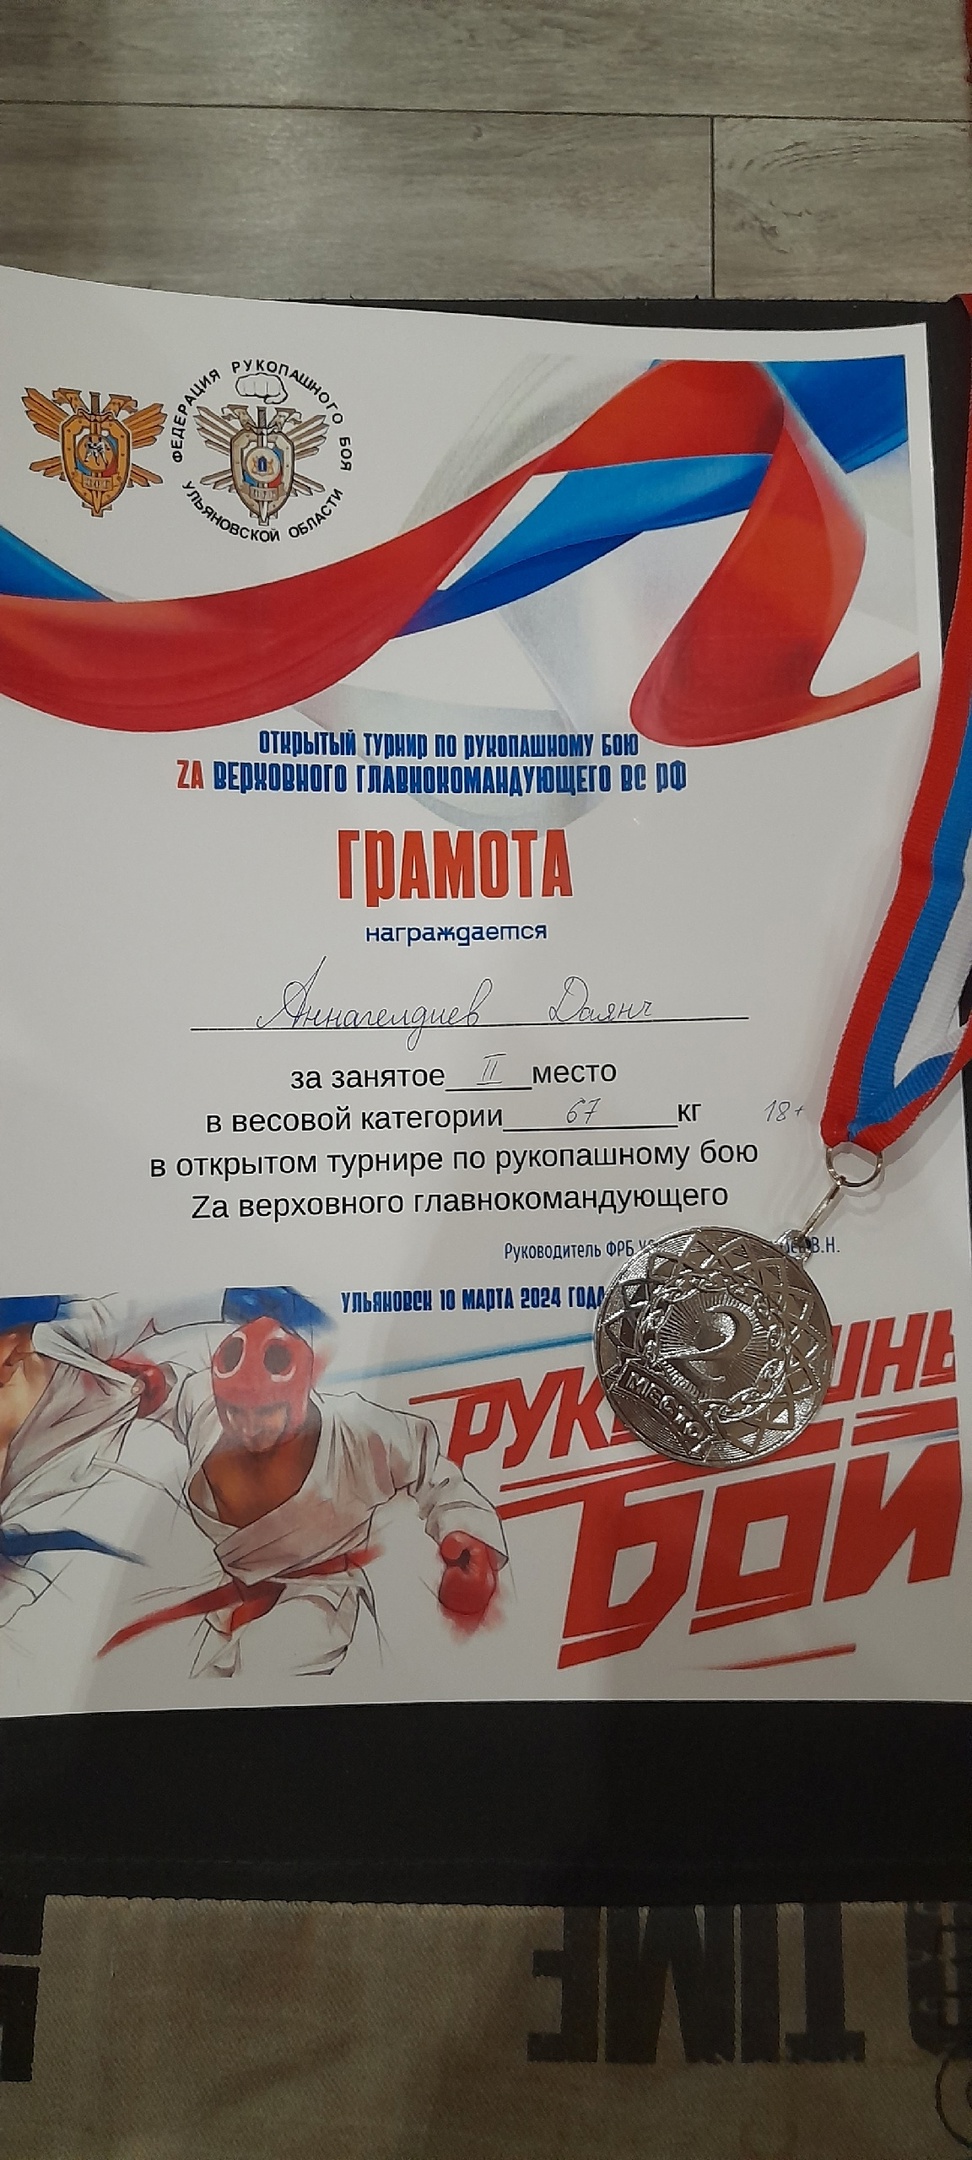 ФЕДЕРАЦИЯ РУКОПАШНОГО БОЯ
УЛЬЯНОВСКОЙ ОБЛАСТИ
ОТКРЫТЫЙ ТУРНИР ПО РУКОПАШНОМУ БОЮ
ZA ВЕРХОВНОГО ГЛАВНОКОМАНДУЮЩЕГО ВС РФ
ГРАМОТА
награждается
Аннагелдиев Даянч
за занятое II место
в весовой категории 67 кг 18+
в открытом турнире по рукопашному бою
Za верховного главнокомандующего
Руководитель ФРБ В.Н.
УЛЬЯНОВСК 10 МАРТА 2024 ГОДА
2
МЕСТО
БОЙ
TIME